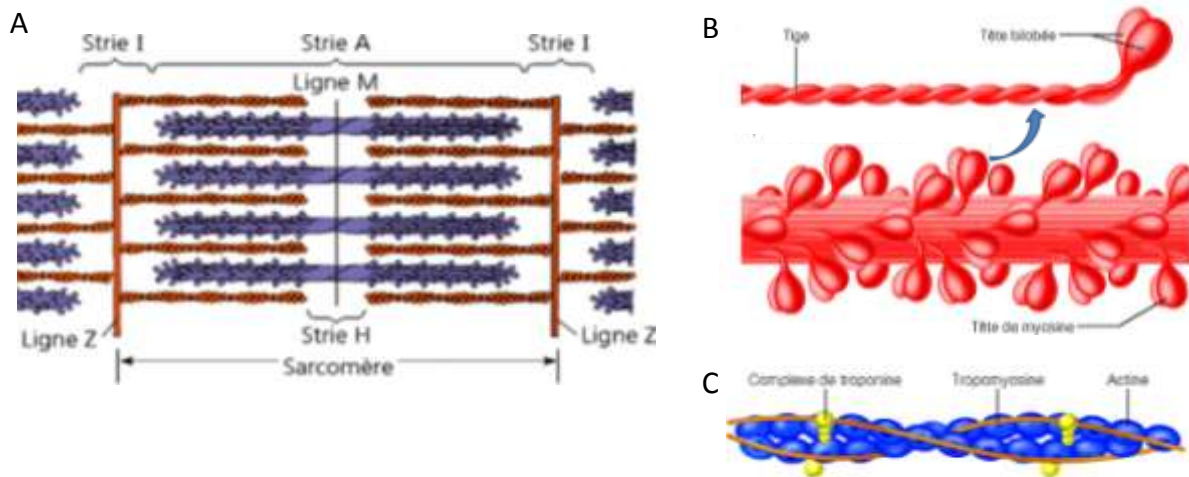 A
Strie I
Strie A
Strie I
Ligne M
Ligne Z
Strie H
Ligne Z
Sarcomère
B
Tige
Tête bilobée
Tête de myosine
C
Complexe de troponine
Tropomyosine
Actine